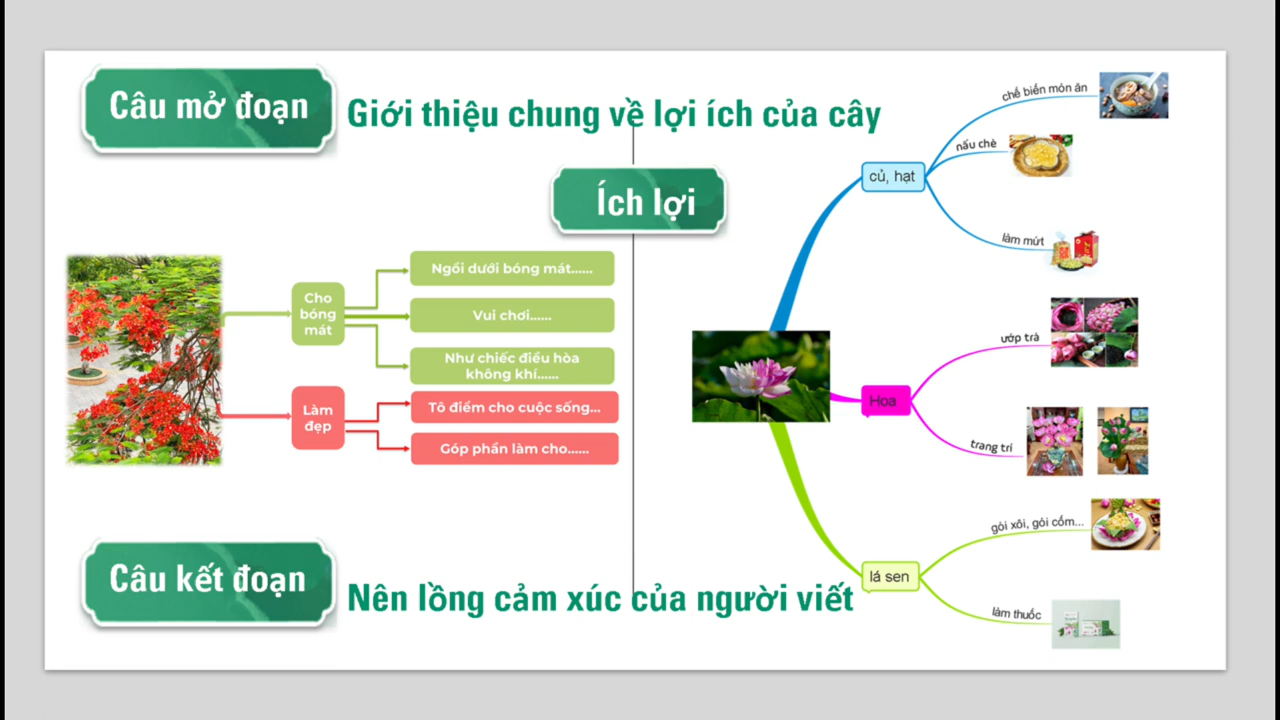 Câu mở đoạn
Giới thiệu chung về lợi ích của cây
Ích lợi
Cho
bóng
mát
Ngồi dưới bóng mát......
Vui chơi......
Như chiếc điều hòa
không khí......
Làm
đẹp
Tô điểm cho cuộc sống...
Góp phần làm cho......
củ, hạt
chế biến món ăn
nấu chè
làm mứt
Hoa
ướp trà
trang trí
lá sen
gói xôi, gói cốm...
làm thuốc
Câu kết đoạn
Nên lồng cảm xúc của người viết